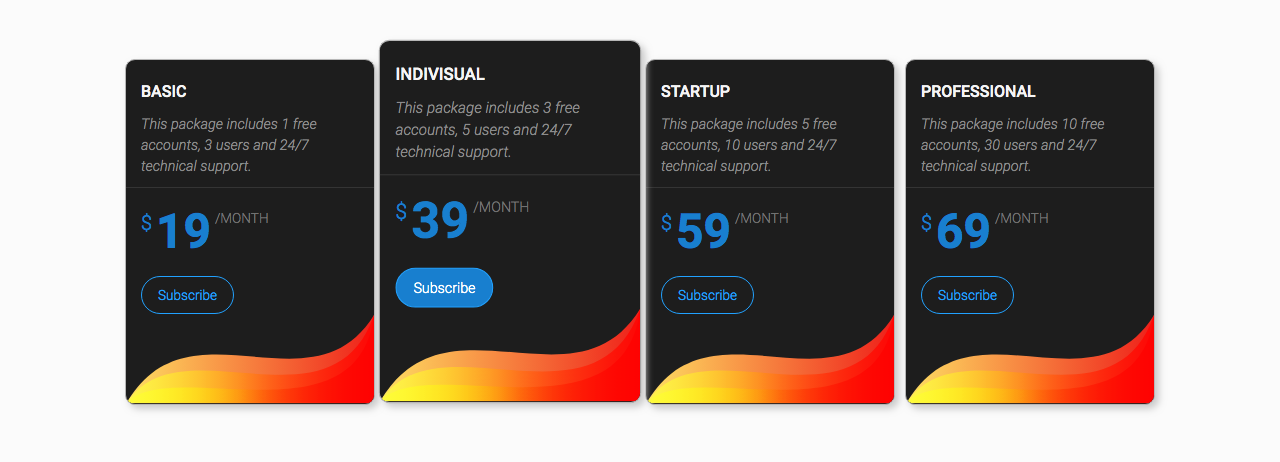 BASIC
This package includes 1 free
accounts, 3 users and 24/7
technical support.
$ 19 /MONTH
Subscribe
INDIVISUAL
This package includes 3 free
accounts, 5 users and 24/7
technical support.
$ 39 /MONTH
Subscribe
STARTUP
This package includes 5 free
accounts, 10 users and 24/7
technical support.
$ 59 /MONTH
Subscribe
PROFESSIONAL
This package includes 10 free
accounts, 30 users and 24/7
technical support.
$ 69 /MONTH
Subscribe